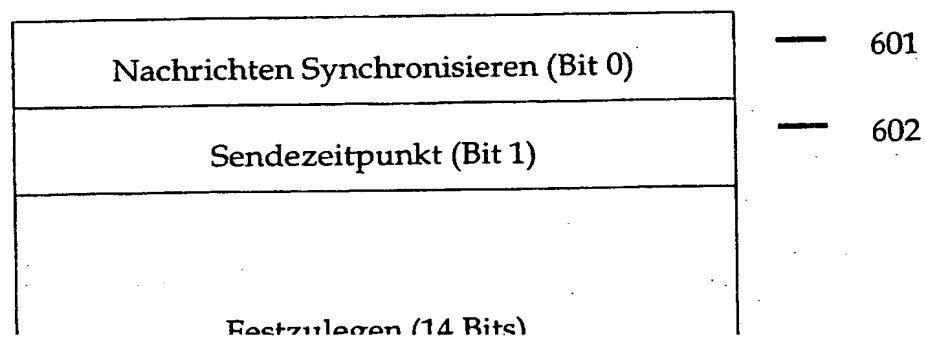 Nachrichten Synchronisieren (Bit 0)
601
Sendezeitpunkt (Bit 1)
602
Festzulegen (14 Bits)